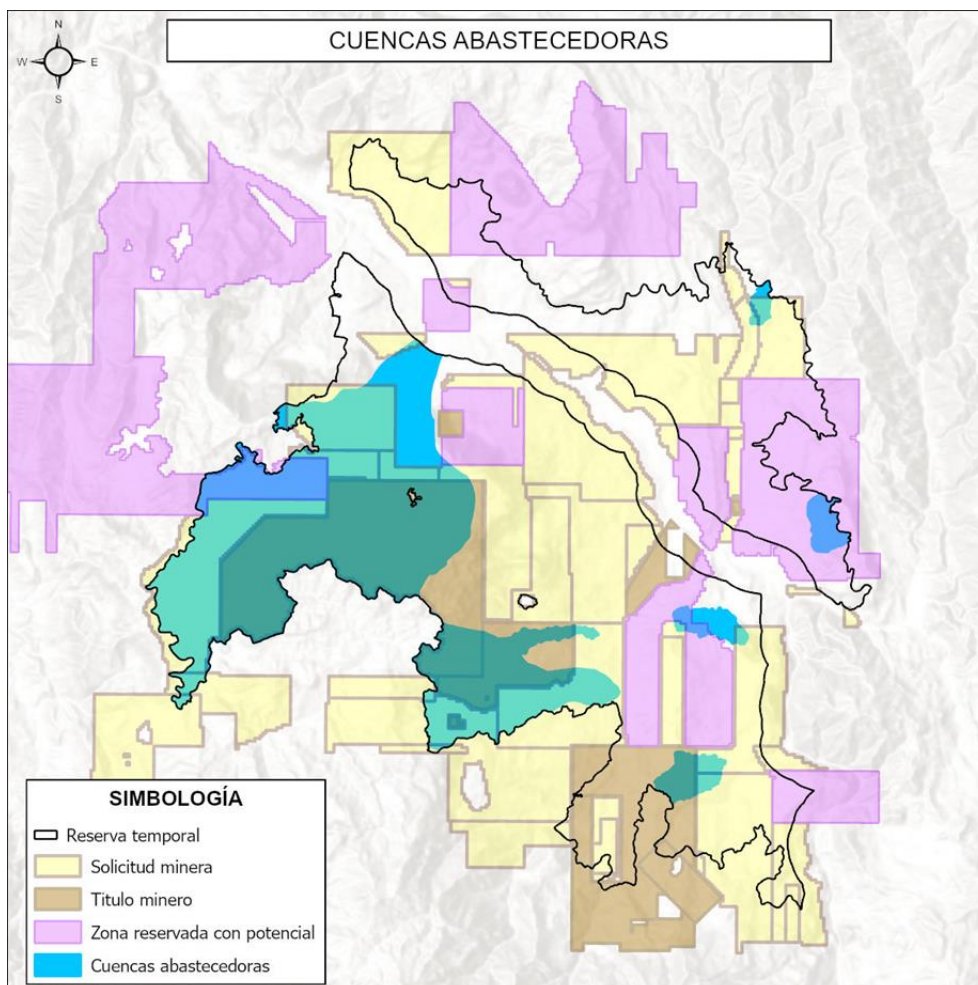 CUENCAS ABASTECEDORAS
N
W E
S
SIMBOLOGÍA
Reserva temporal
Solicitud minera
Titulo minero
Zona reservada con potencial
Cuencas abastecedoras